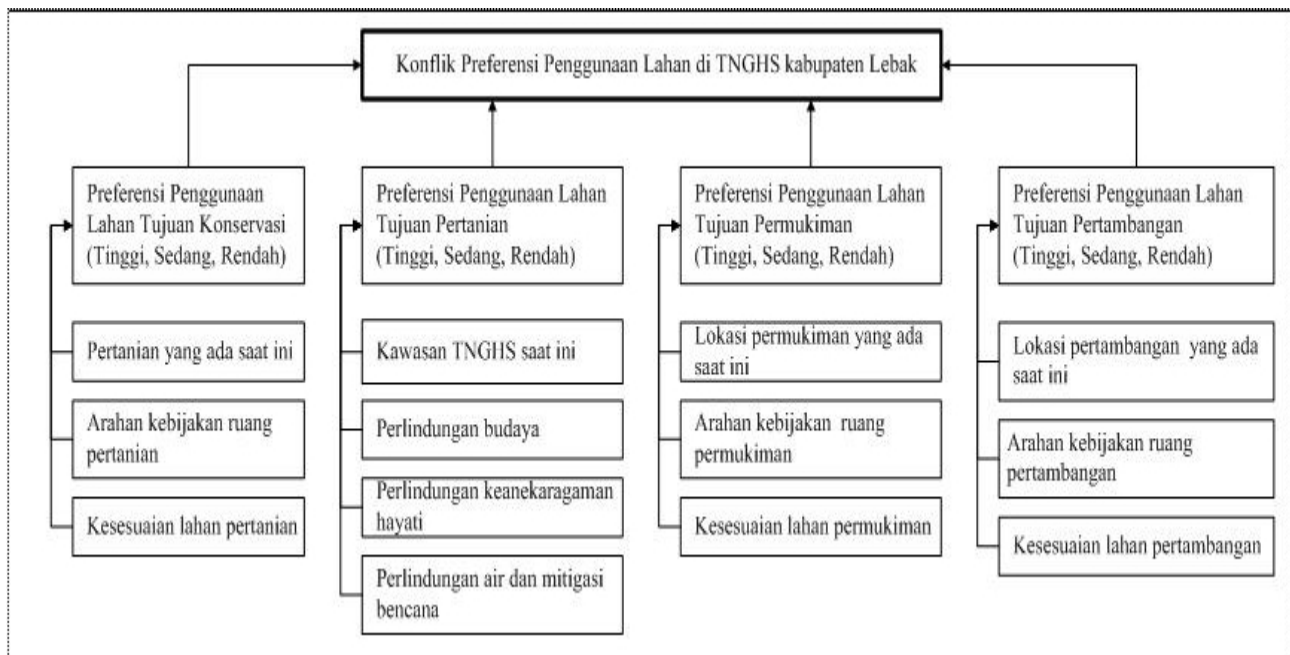 Konflik Preferensi Penggunaan Lahan di TNGHS kabupaten Lebak
Preferensi Penggunaan
Lahan Tujuan Konservasi
(Tinggi, Sedang, Rendah)
Pertanian yang ada saat ini
Arahan kebijakan ruang
pertanian
Kesesuaian lahan pertanian
Preferensi Penggunaan Lahan
Tujuan Pertanian
(Tinggi, Sedang, Rendah)
Kawasan TNGHS saat ini
Perlindungan budaya
Perlindungan keanekaragaman
hayati
Perlindungan air dan mitigasi
bencana
Preferensi Penggunaan Lahan
Tujuan Permukiman
(Tinggi, Sedang, Rendah)
Lokasi permukiman yang ada
saat ini
Arahan kebijakan ruang
permukiman
Kesesuaian lahan permukiman
Preferensi Penggunaan Lahan
Tujuan Pertambangan
(Tinggi, Sedang, Rendah)
Lokasi pertambangan yang ada
saat ini
Arahan kebijakan ruang
pertambangan
Kesesuaian lahan pertambangan